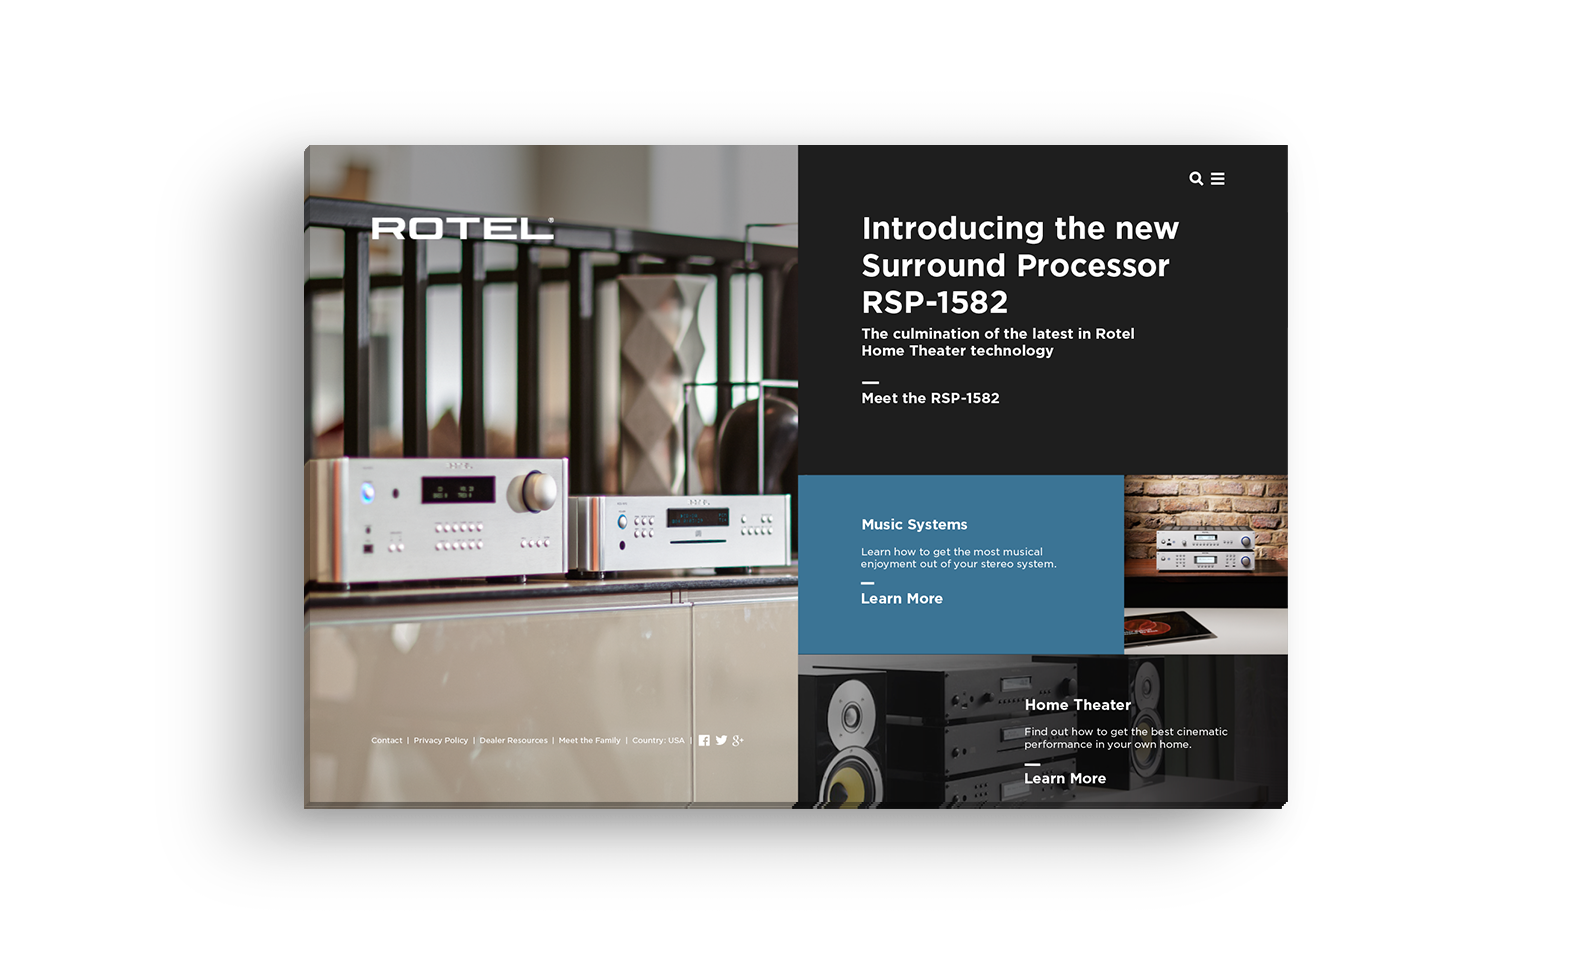 ROTEL
Introducing the new
Surround Processor
RSP-1582
The culmination of the latest in Rotel
Home Theater technology
Meet the RSP-1582
Music Systems
Learn how to get the most musical
enjoyment out of your stereo system.
Learn More
Home Theater
Find out how to get the best cinematic
performance in your own home.
Learn More
Contact | Privacy Policy | Dealer Resources | Meet the Family | Country: USA |